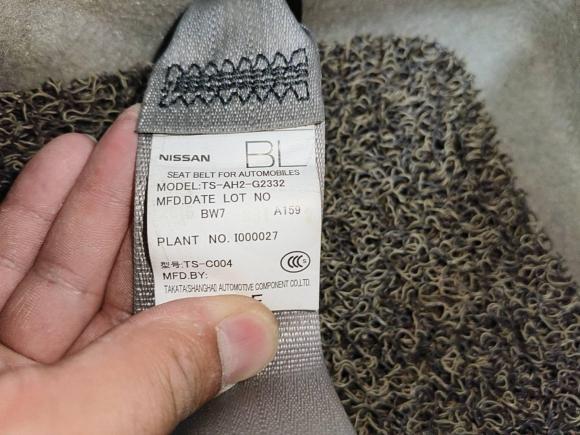 NISSAN BL
SEAT BELT FOR AUTOMOBILES
MODEL:TS-AH2-G2332
MFD.DATE LOT NO
BW7 A159
PLANT NO. I000027
型号:TS-C004
CCC
MFD.BY:
TAKATA(SHANGHAI) AUTOMOTIVE COMPONENT CO.,LTD.